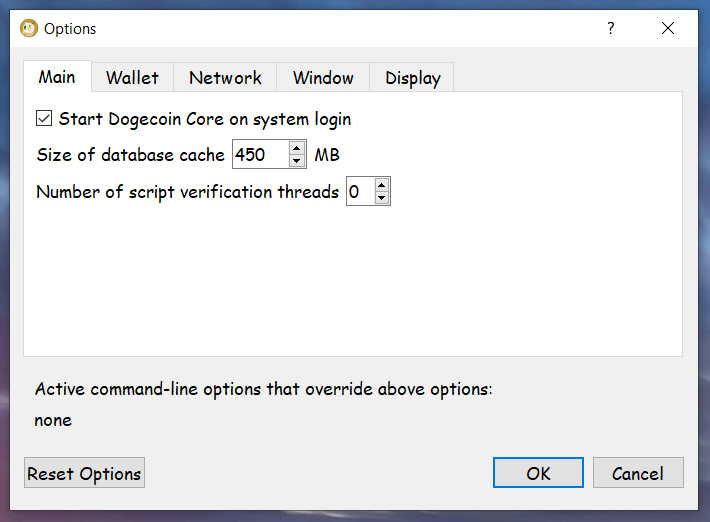 Options
Main Wallet Network Window Display
Start Dogecoin Core on system login
Size of database cache 450 MB
Number of script verification threads 0
Active command-line options that override above options:
none
Reset Options OK Cancel